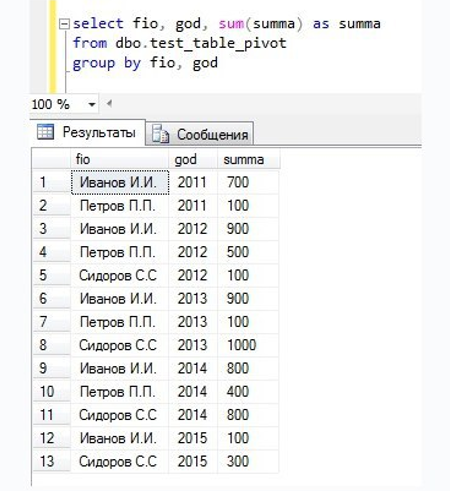 select fio, god, sum(summa) as summa
from dbo.test_table_pivot
group by fio, god
100 %
Результаты Сообщения
fio god summa
1 Иванов И.И. 2011 700
2 Петров П.П. 2011 100
3 Иванов И.И. 2012 900
4 Петров П.П. 2012 500
5 Сидоров С.С 2012 100
6 Иванов И.И. 2013 900
7 Петров П.П. 2013 100
8 Сидоров С.С 2013 1000
9 Иванов И.И. 2014 800
10 Петров П.П. 2014 400
11 Сидоров С.С 2014 800
12 Иванов И.И. 2015 100
13 Сидоров С.С 2015 300